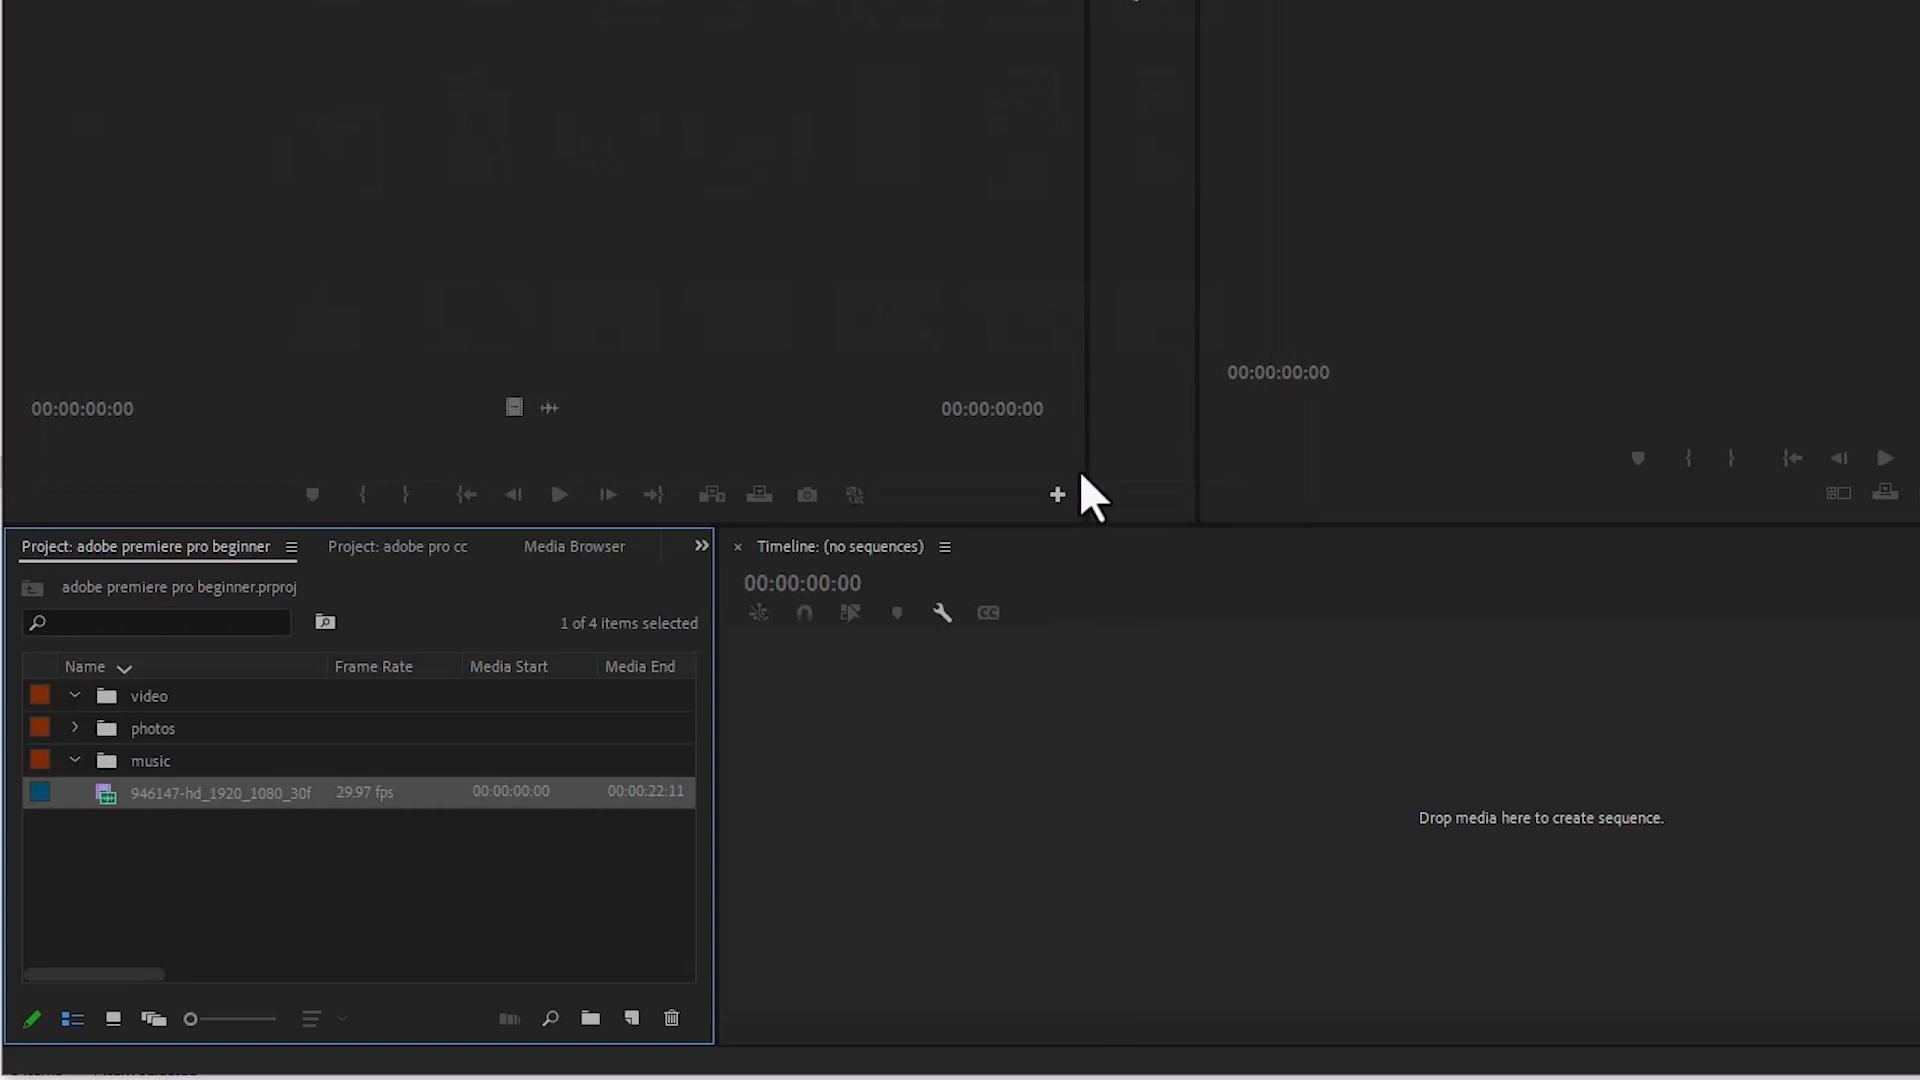 00:00:00:00
00:00:00:00
00:00:00:00
Project: adobe premiere pro beginner
Project: adobe pro cc
Media Browser
Timeline: (no sequences)
adobe premiere pro beginner.prproj
00:00:00:00
1 of 4 items selected
CC
Name
Frame Rate
Media Start
Media End
video
photos
music
946147-hd_1920_1080_30f
29.97 fps
00:00:00:00
00:00:22:11
Drop media here to create sequence.